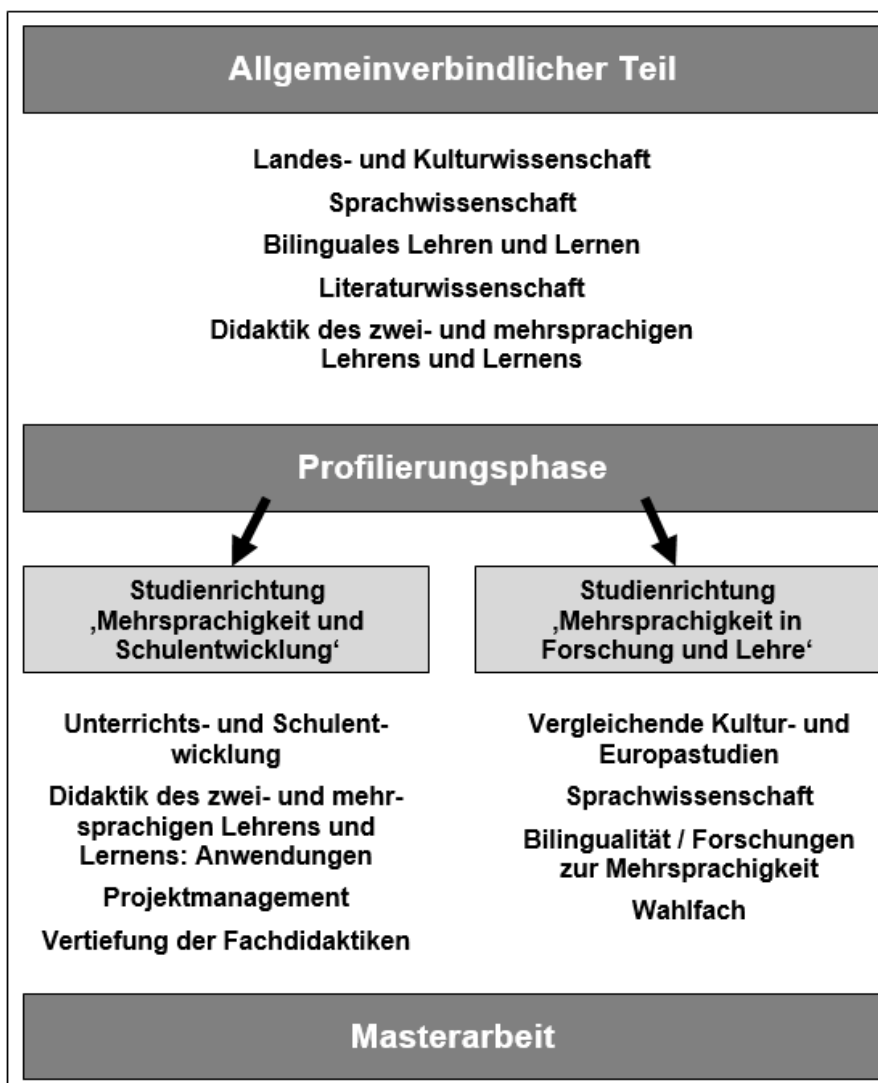 Allgemeinverbindlicher Teil
Landes- und Kulturwissenschaft
Sprachwissenschaft
Bilinguales Lehren und Lernen
Literaturwissenschaft
Didaktik des zwei- und mehrsprachigen
Lehrens und Lernens
Profilierungsphase
Studienrichtung
‚Mehrsprachigkeit und
Schulentwicklung‘
Unterrichts- und Schulent-
wicklung
Didaktik des zwei- und mehr-
sprachigen Lehrens und
Lernens: Anwendungen
Projektmanagement
Vertiefung der Fachdidaktiken
Studienrichtung
‚Mehrsprachigkeit in
Forschung und Lehre‘
Vergleichende Kultur- und
Europastudien
Sprachwissenschaft
Bilingualität / Forschungen
zur Mehrsprachigkeit
Wahlfach
Masterarbeit